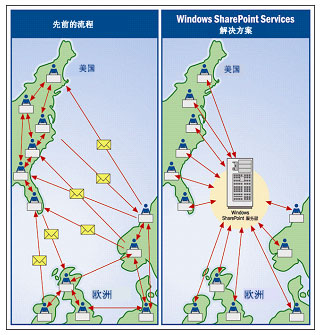 先前的流程
Windows SharePoint Services
解决方案
美国
美国
Windows
SharePoint 服务器
欧洲
欧洲